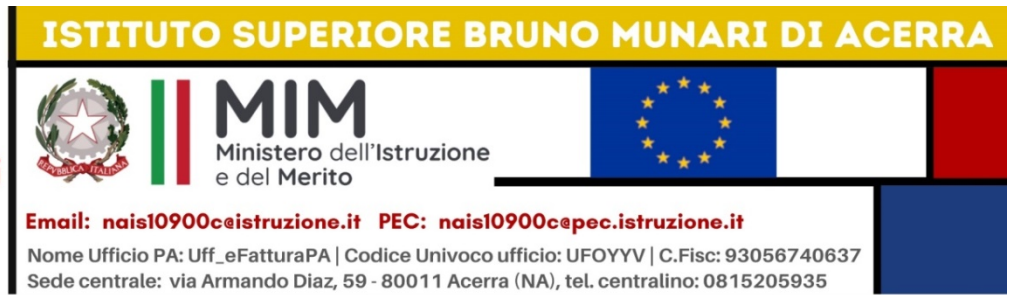 ISTITUTO SUPERIORE BRUNO MUNARI DI ACERRA
REPVBBLICA ITALIANA
MIM
Ministero dell'Istruzione
e del Merito
Email: nais10900c@istruzione.it PEC: nais10900c@pec.istruzione.it
Nome Ufficio PA: Uff_eFatturaPA | Codice Univoco ufficio: UFOYYV | C.Fisc: 93056740637
Sede centrale: via Armando Diaz, 59 - 80011 Acerra (NA), tel. centralino: 0815205935